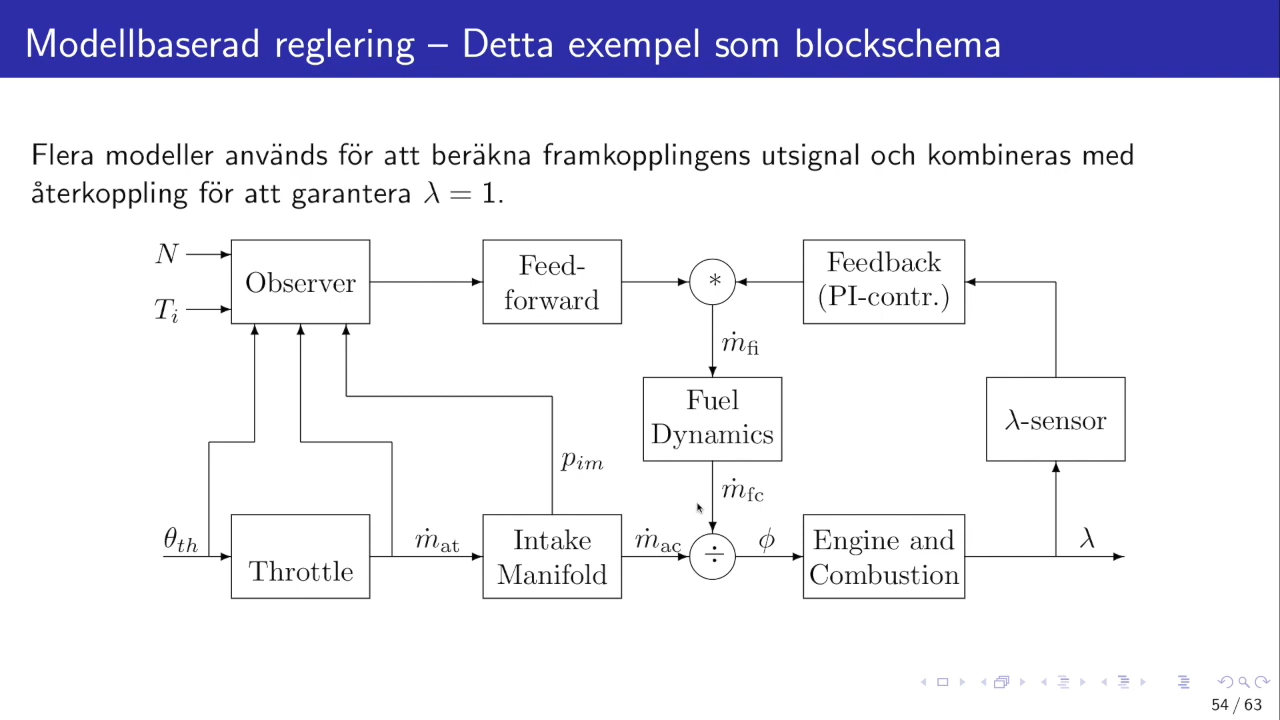 Modellbaserad reglering – Detta exempel som blockschema
Flera modeller används för att beräkna framkopplingens utsignal och kombineras med
återkoppling för att garantera λ = 1.
N
T_i
Observer
Feed-
forward
*
Feedback
(PI-contr.)
ṁ_fi
Fuel
Dynamics
λ-sensor
p_im
ṁ_fc
θ_th
Throttle
ṁ_at
Intake
Manifold
ṁ_ac
÷
ϕ
Engine and
Combustion
λ
54 / 63